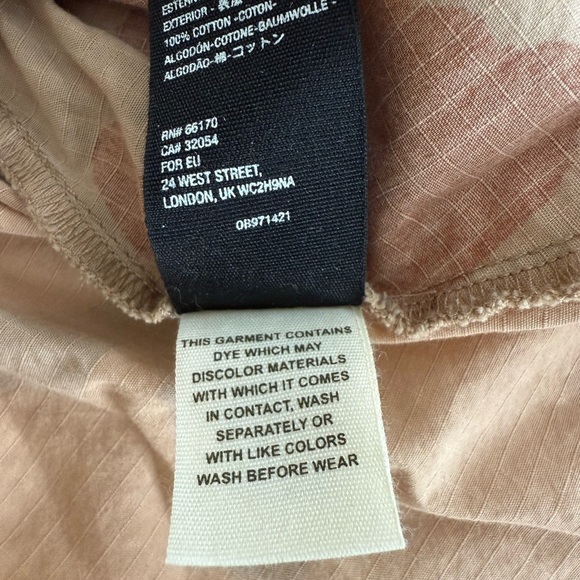 EXTERIOR - 表
100% COTTON -COTON-
ALGODÓN-COTONE-BAUMWOLLE -
ALGODÃO-綿-コットン
RN# 66170
CA# 32054
FOR EU
24 WEST STREET,
LONDON, UK WC2H9NA
OB971421
THIS GARMENT CONTAINS
DYE WHICH MAY
DISCOLOR MATERIALS
WITH WHICH IT COMES
IN CONTACT, WASH
SEPARATELY OR
WITH LIKE COLORS
WASH BEFORE WEAR